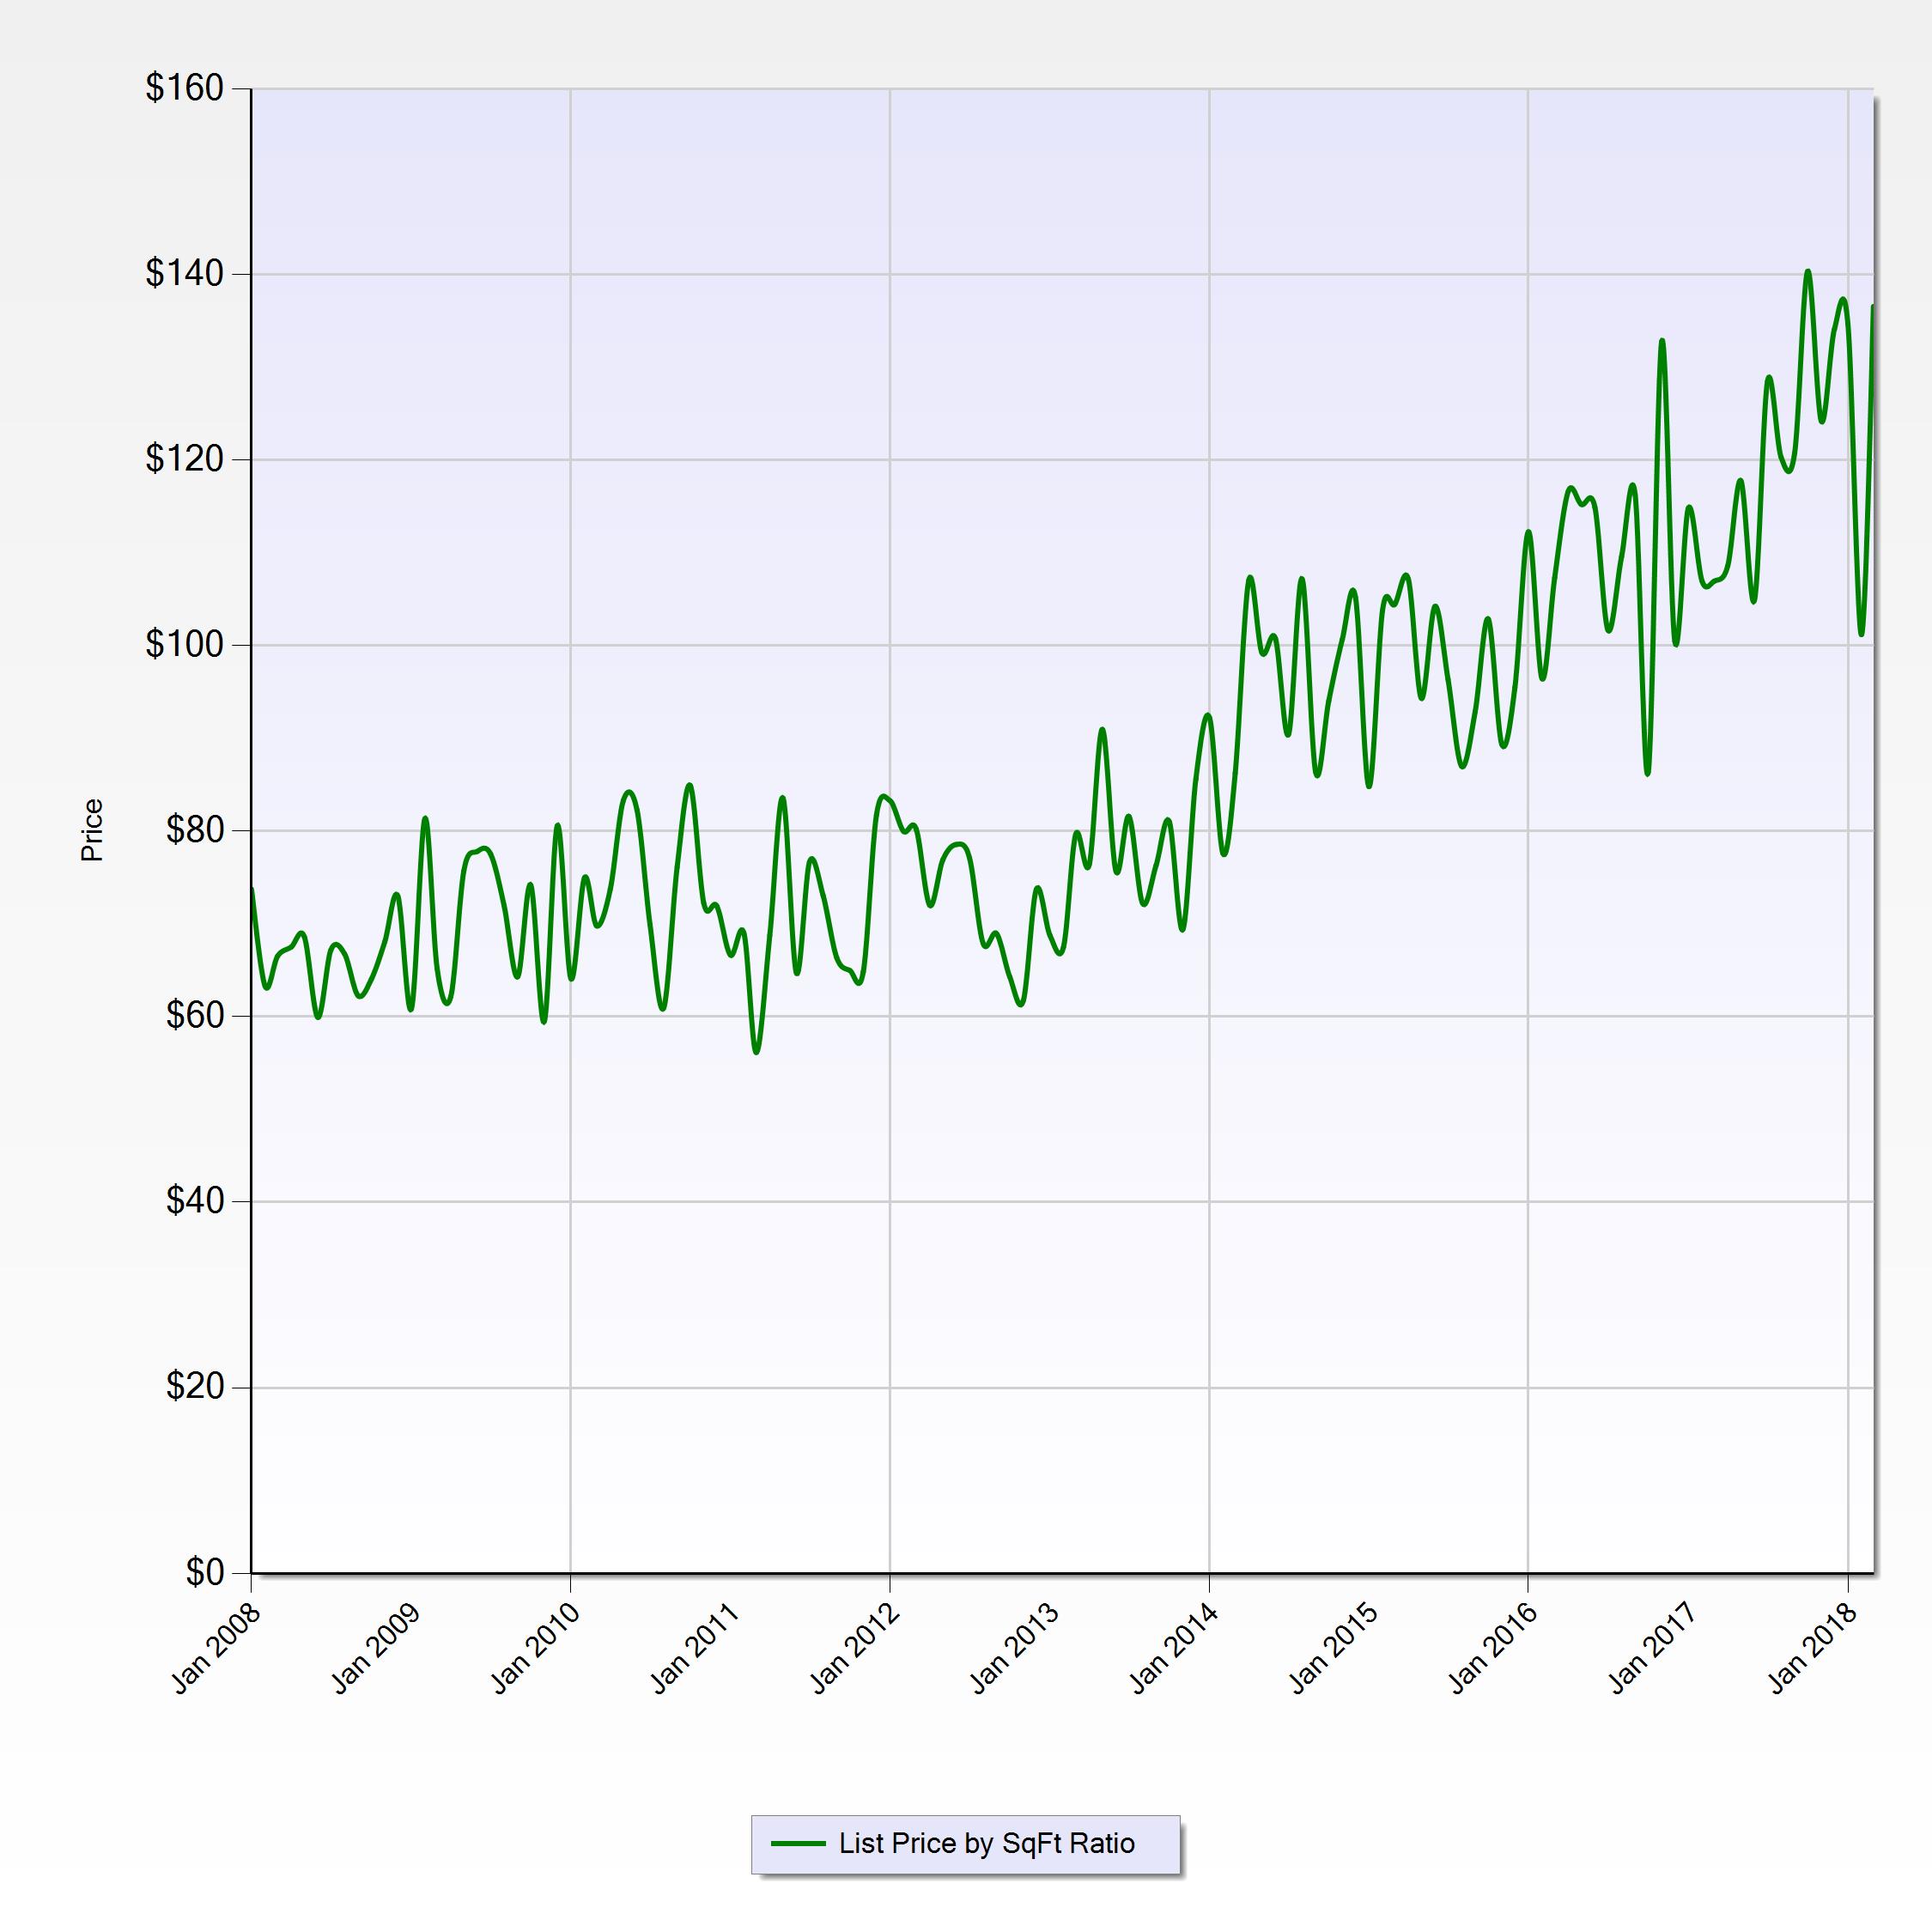 $160
$140
$120
$100
$80
$60
$40
$20
$0
Price
Jan 2008
Jan 2009
Jan 2010
Jan 2011
Jan 2012
Jan 2013
Jan 2014
Jan 2015
Jan 2016
Jan 2017
Jan 2018
List Price by SqFt Ratio